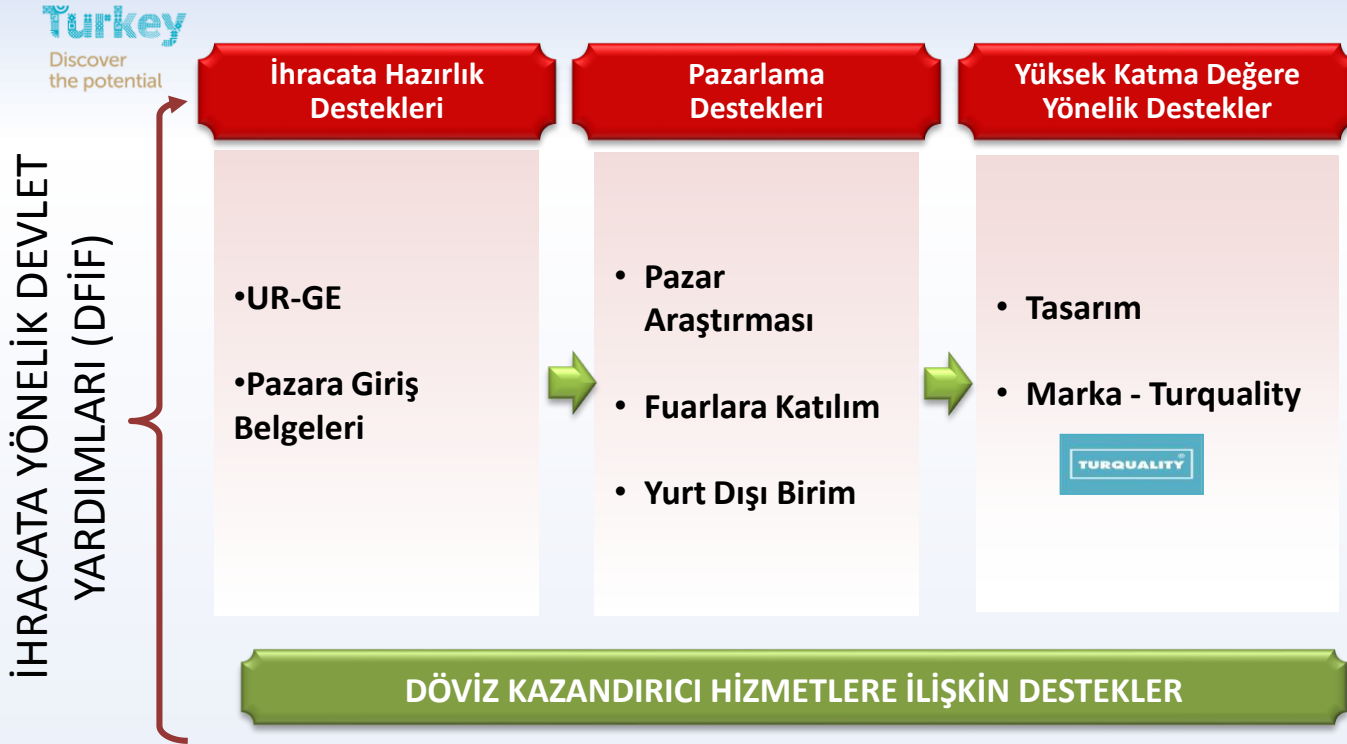 Turkey
Discover
the potential
İHRACATA YÖNELİK DEVLET
YARDIMLARI (DFİF)
İhracata Hazırlık
Destekleri
•UR-GE
•Pazara Giriş
Belgeleri
Pazarlama
Destekleri
• Pazar
Araştırması
• Fuarlara Katılım
• Yurt Dışı Birim
Yüksek Katma Değere
Yönelik Destekler
• Tasarım
• Marka - Turquality
TURQUALITY®
DÖVİZ KAZANDIRICI HİZMETLERE İLİŞKİN DESTEKLER